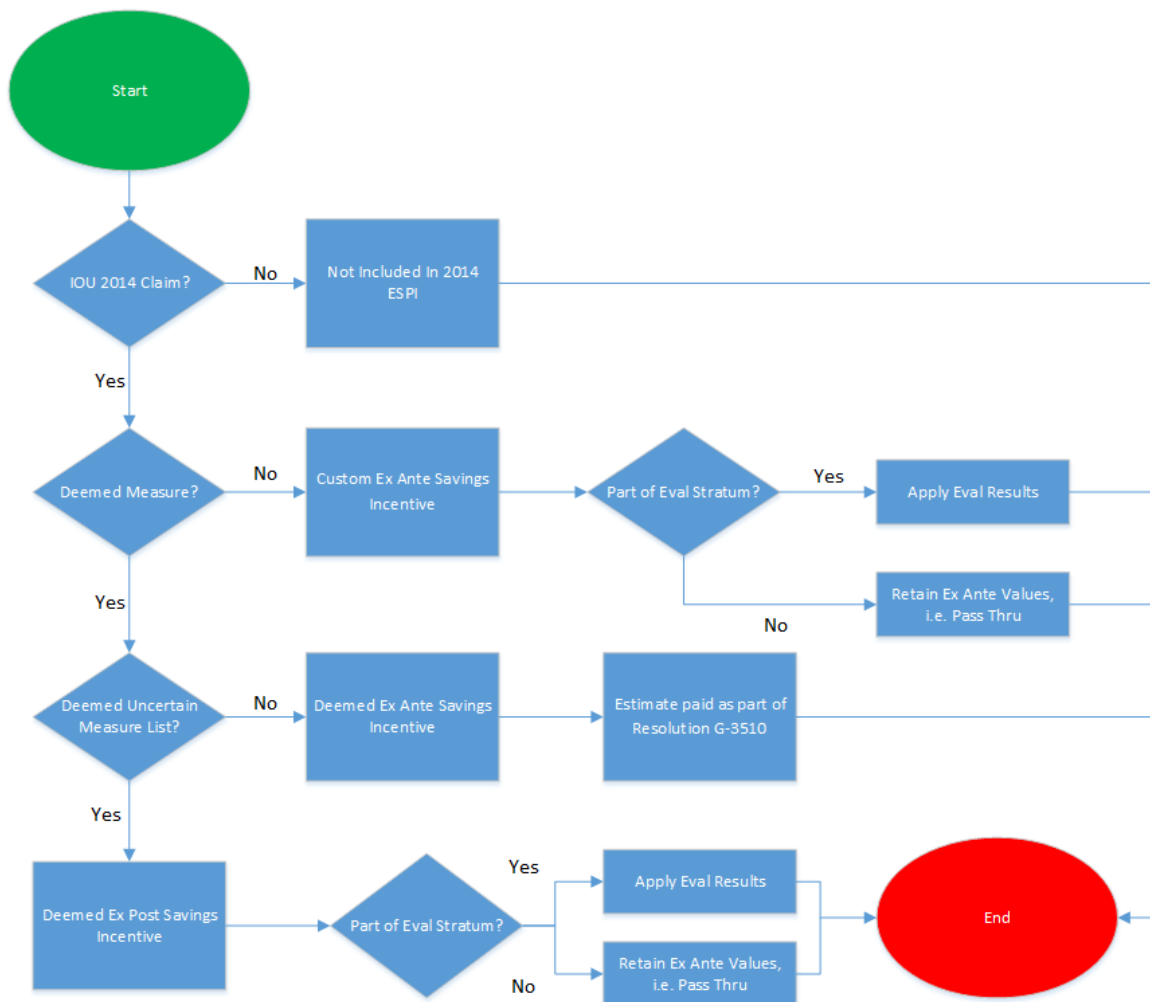 Start
IOU 2014 Claim?
No
Not Included In 2014
ESPI
Yes
Deemed Measure?
No
Custom Ex Ante Savings
Incentive
Part of Eval Stratum?
Yes
Apply Eval Results
No
Retain Ex Ante Values,
i.e. Pass Thru
Yes
Deemed Uncertain
Measure List?
No
Deemed Ex Ante Savings
Incentive
Estimate paid as part of
Resolution G-3510
Yes
Deemed Ex Post Savings
Incentive
Part of Eval Stratum?
Yes
Apply Eval Results
No
Retain Ex Ante Values,
i.e. Pass Thru
End